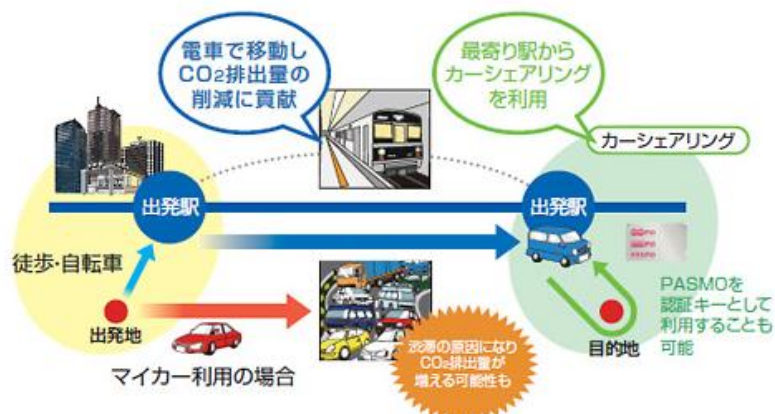 電車で移動し
CO2排出量の
削減に貢献
最寄り駅から
カーシェアリング
を利用
カーシェアリング
出発駅
出発駅
徒歩・自転車
出発地
マイカー利用の場合
渋滞の原因になり
CO2排出量が
増える可能性も
PASMOを
認証キーとして
利用することも
可能
目的地